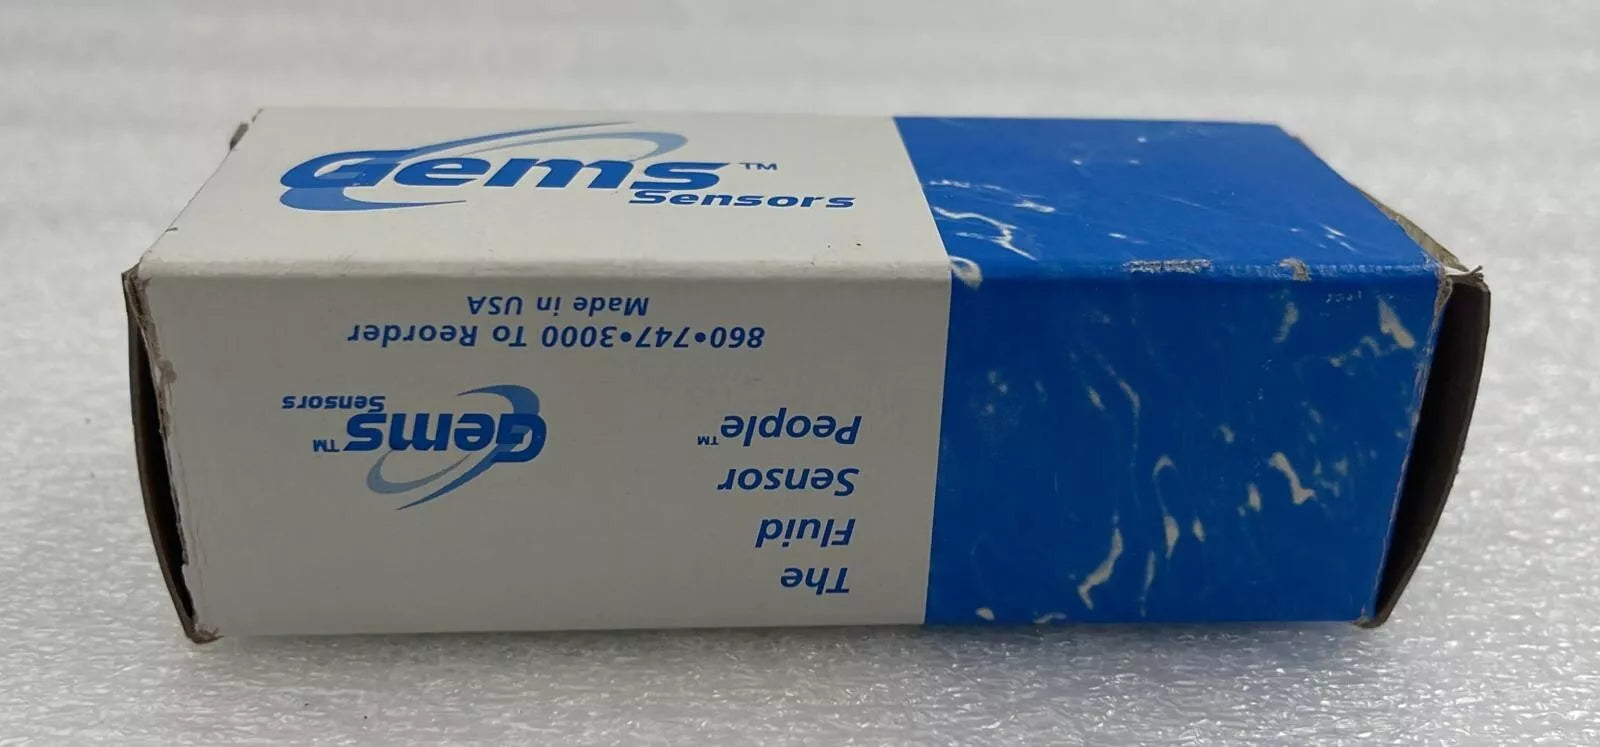 Gems™
Sensors
The
Fluid
Sensor
People™
Gems™
Sensors
860•747•3000 To Reorder
Made in USA